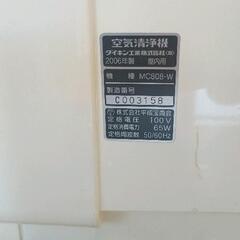 空気清浄機
ダイキン工業株式会社(製)
2006年製 屋内用
機種 MC808-W
製造番号
C003158
株式会社平成
定格電圧 100V
定格消費電力 65W
定格周波数 50/60Hz